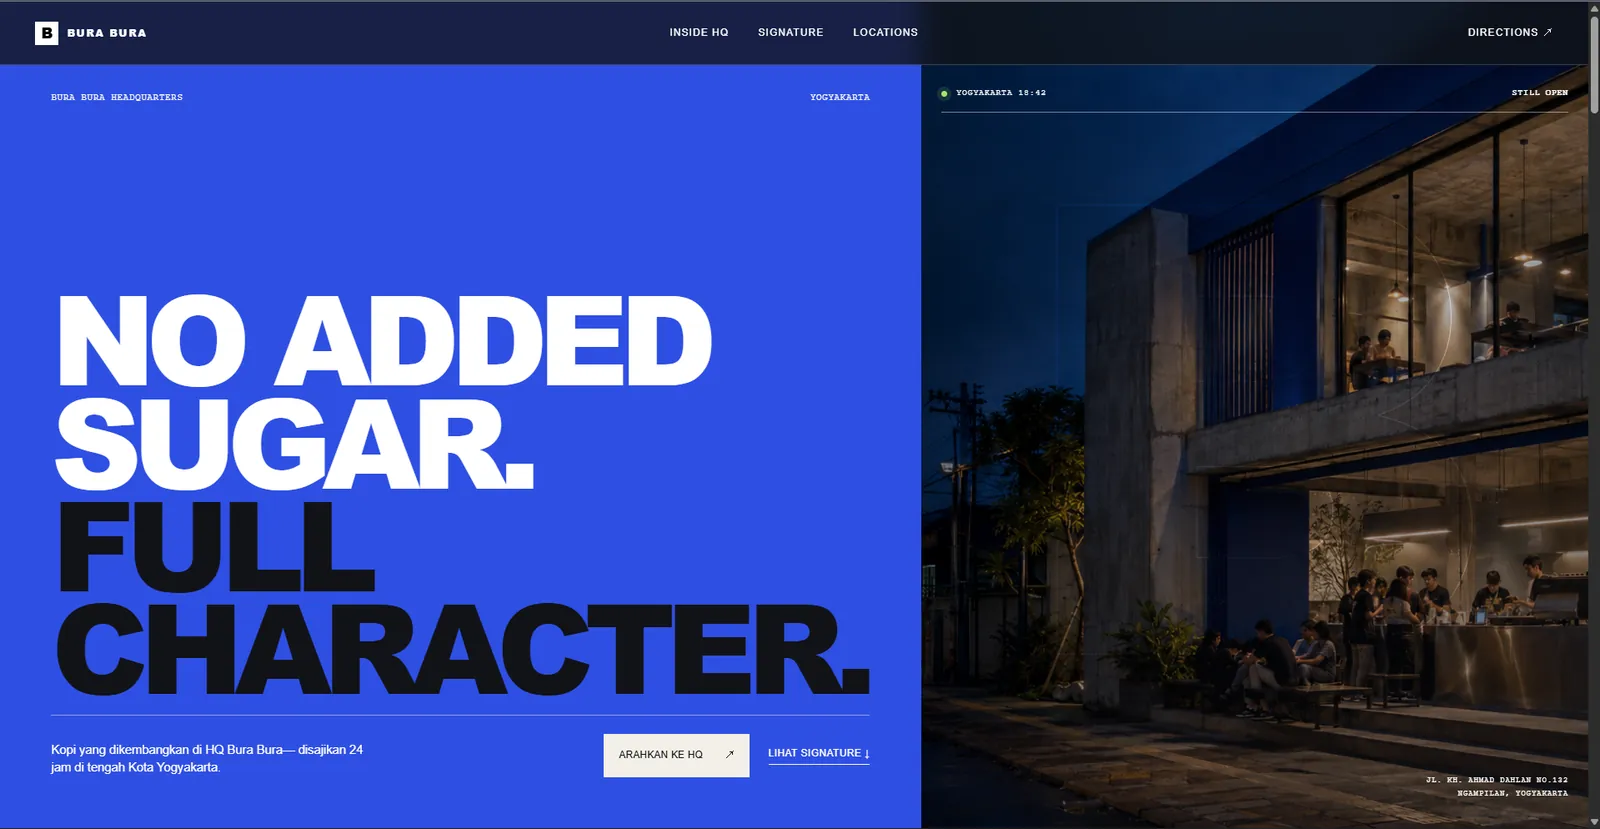 B BURA BURA
INSIDE HQ
SIGNATURE
LOCATIONS
DIRECTIONS ↗
BURA BURA HEADQUARTERS
YOGYAKARTA
NO ADDED
SUGAR.
FULL
CHARACTER.
Kopi yang dikembangkan di HQ Bura Bura— disajikan 24
jam di tengah Kota Yogyakarta.
ARAHKAN KE HQ ↗
LIHAT SIGNATURE ↓
YOGYAKARTA 18:42
STILL OPEN
JL. KH. AHMAD DAHLAN NO.132
NGAMPILAN, YOGYAKARTA